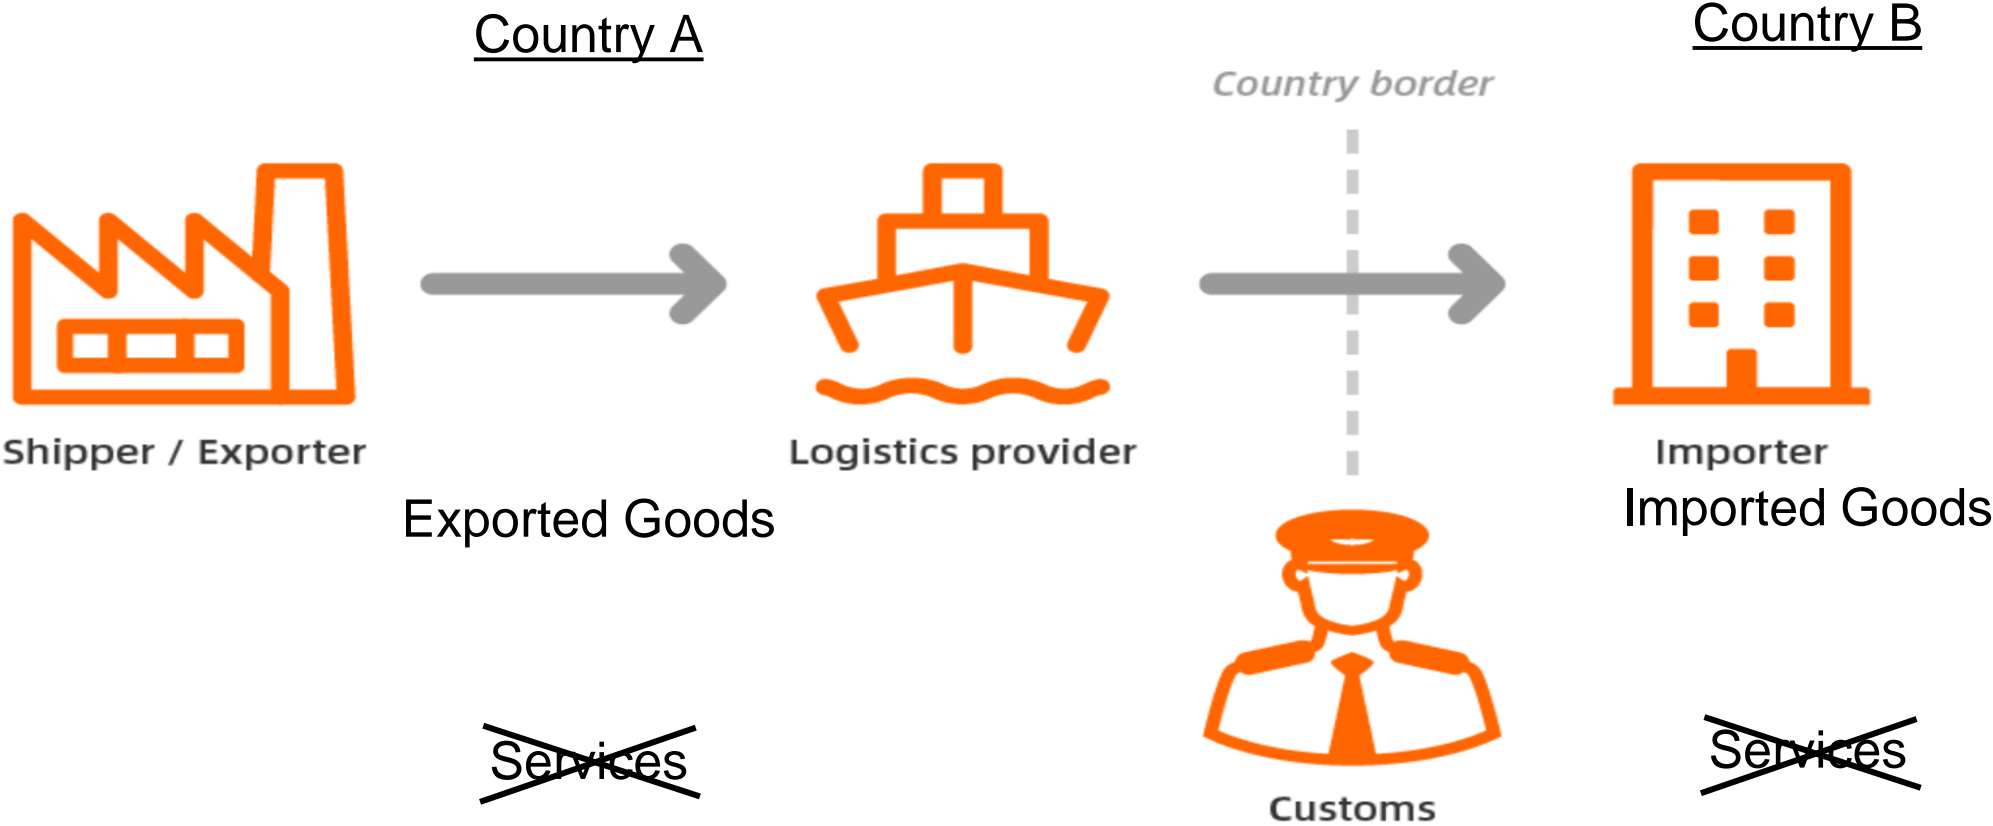 Country A
Country B
Country border
Shipper / Exporter
Logistics provider
Importer
Exported Goods
Imported Goods
Services
Services
Customs